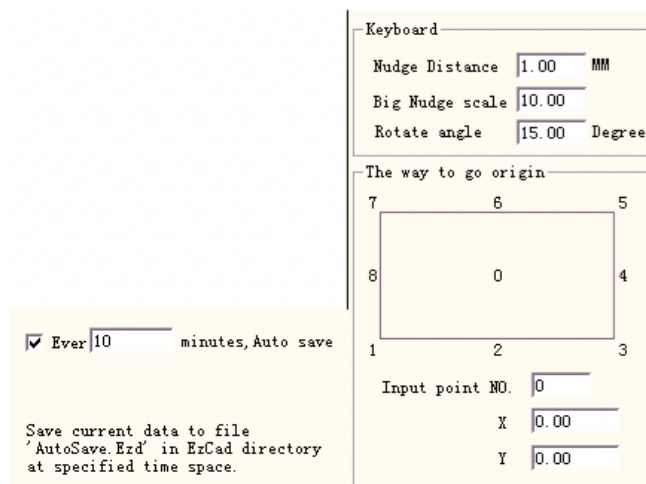 Keyboard
Nudge Distance 1.00 MM
Big Nudge scale 10.00
Rotate angle 15.00 Degree
The way to go origin
7 6 5
8 0 4
1 2 3
Input point NO. 0
X 0.00
Y 0.00
Ever 10 minutes, Auto save
Save current data to file
'AutoSave.Ezd' in EzCad directory
at specified time space.